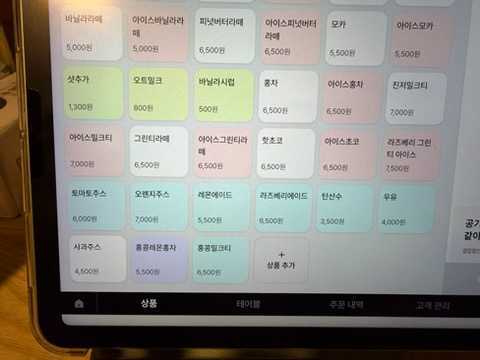 바닐라라떼
5,000원
아이스바닐라라
떼
5,000원
피넛버터라떼
6,500원
아이스피넛버터
라떼
6,500원
모카
5,500원
아이스모카
5,500원
샷추가
1,300원
오트밀크
800원
바닐라시럽
500원
홍차
6,500원
아이스홍차
6,500원
진저밀크티
7,000원
아이스밀크티
7,000원
그린티라떼
6,500원
아이스그린티라
떼
6,500원
핫초코
6,500원
아이스초코
6,500원
라즈베리 그린
티 아이스
7,500원
토마토주스
6,000원
오렌지주스
7,000원
레몬에이드
5,500원
라즈베리에이드
6,500원
탄산수
3,500원
우유
4,000원
사과주스
4,500원
홍콩레몬홍차
5,500원
홍콩밀크티
6,500원
+
상품 추가
공기
같이
상품
테이블
주문 내역
고객 관리